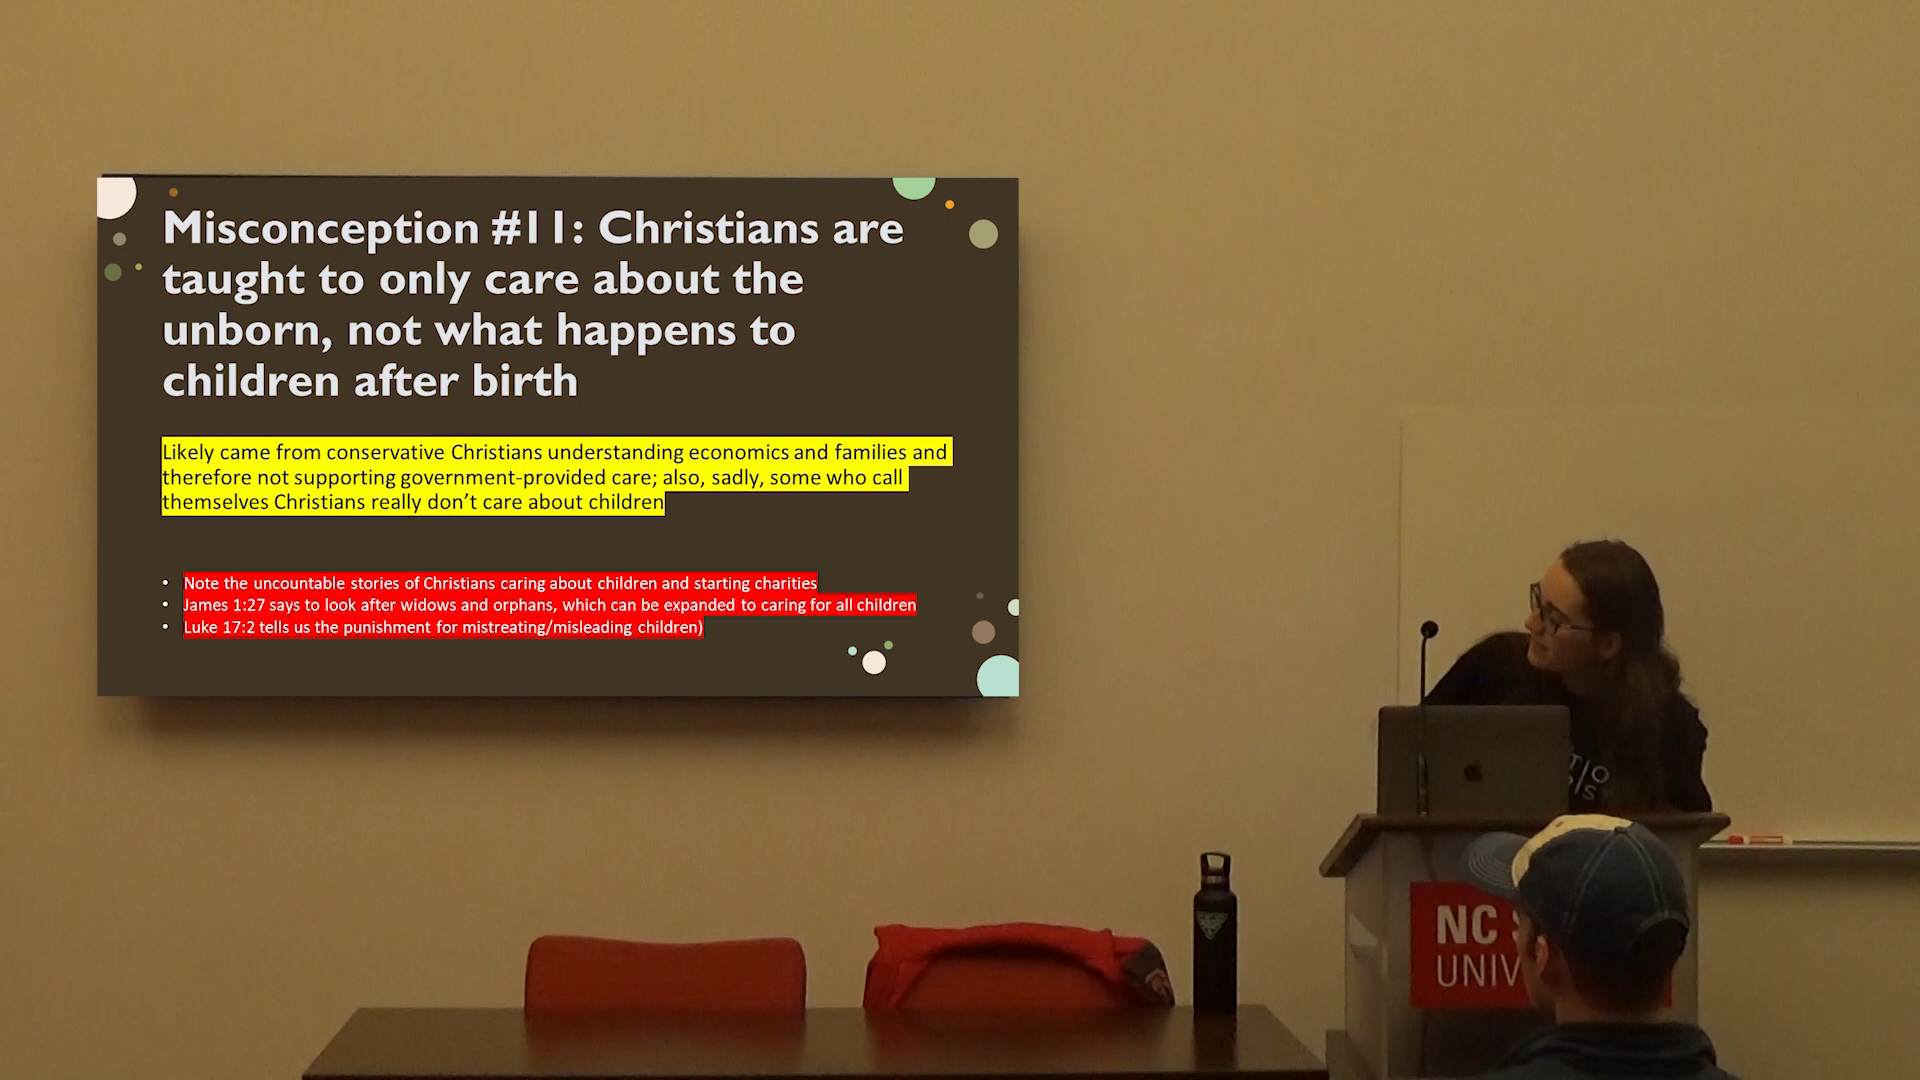 Misconception #11: Christians are
taught to only care about the
unborn, not what happens to
children after birth
Likely came from conservative Christians understanding economics and families and
therefore not supporting government-provided care; also, sadly, some who call
themselves Christians really don’t care about children
• Note the uncountable stories of Christians caring about children and starting charities
• James 1:27 says to look after widows and orphans, which can be expanded to caring for all children
• Luke 17:2 tells us the punishment for mistreating/misleading children)
NC
UNIV